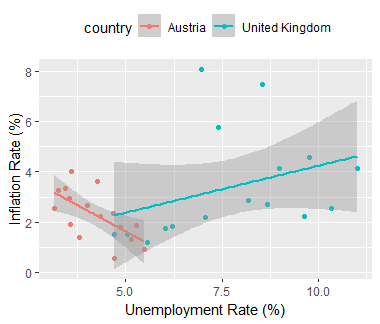 country Austria United Kingdom
8
6
4
2
0
Inflation Rate (%)
5.0 7.5 10.0
Unemployment Rate (%)